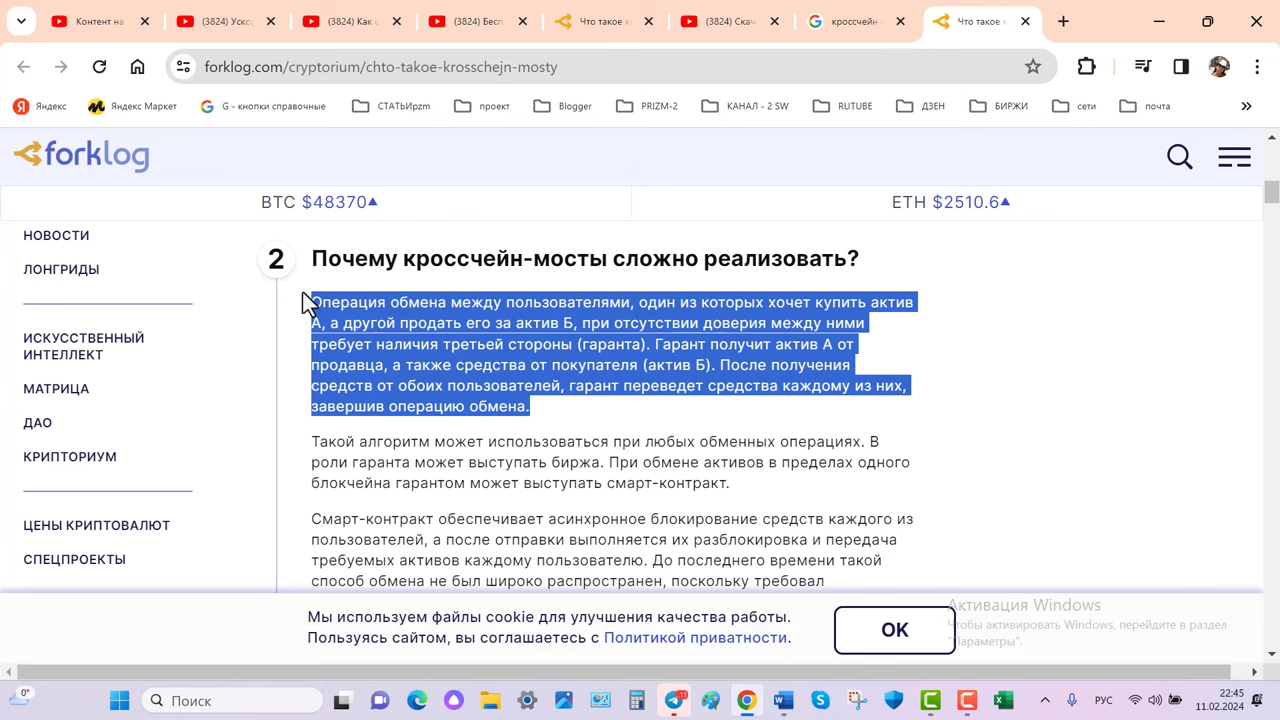 Контент на
(3824) Ускор
(3824) Как с
(3824) Бесп
Что такое к
(3824) Скач
кроссчейн
Что такое к
forklog.com/cryptorium/chto-takoe-krosschejn-mosty
Яндекс
Яндекс Маркет
G - кнопки справочные
СТАТЬИpzm
проект
Blogger
PRIZM-2
КАНАЛ - 2 SW
RUTUBE
ДЗЕН
БИРЖИ
сети
почта
forklog
BTC $48370
ETH $2510.6
НОВОСТИ
ЛОНГРИДЫ
ИСКУССТВЕННЫЙ
ИНТЕЛЛЕКТ
МАТРИЦА
ДАО
КРИПТОРИУМ
ЦЕНЫ КРИПТОВАЛЮТ
СПЕЦПРОЕКТЫ
2 Почему кроссчейн-мосты сложно реализовать?
Операция обмена между пользователями, один из которых хочет купить актив
А, а другой продать его за актив Б, при отсутствии доверия между ними
требует наличия третьей стороны (гаранта). Гарант получит актив А от
продавца, а также средства от покупателя (актив Б). После получения
средств от обоих пользователей, гарант переведет средства каждому из них,
завершив операцию обмена.
Такой алгоритм может использоваться при любых обменных операциях. В
роли гаранта может выступать биржа. При обмене активов в пределах одного
блокчейна гарантом может выступать смарт-контракт.
Смарт-контракт обеспечивает асинхронное блокирование средств каждого из
пользователей, а после отправки выполняется их разблокировка и передача
требуемых активов каждому пользователю. До последнего времени такой
способ обмена не был широко распространен, поскольку требовал
Мы используем файлы cookie для улучшения качества работы.
Пользуясь сайтом, вы соглашаетесь с Политикой приватности.
OK
Активация Windows
Чтобы активировать Windows, перейдите в раздел
"Параметры".
0°
Поиск
11
РУС
22:45
11.02.2024